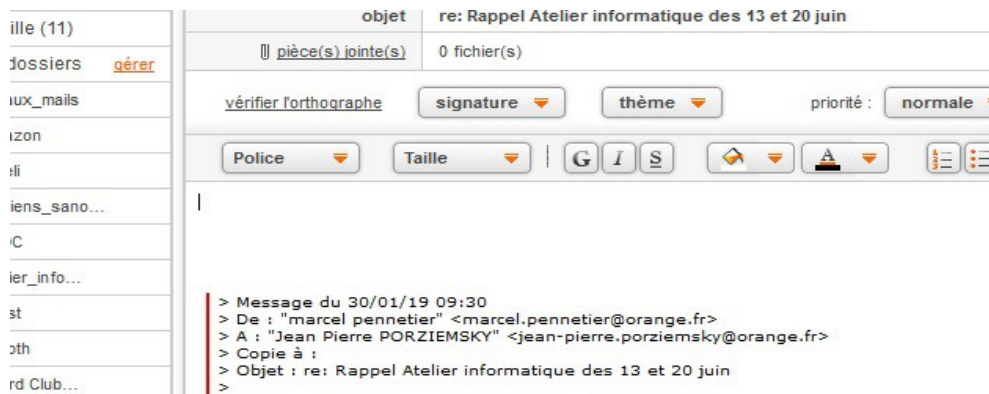 ille (11)
dossiers gérer
aux_mails
azon
eli
iens_sano...
OC
ier_info...
st
oth
rd Club...
objet re: Rappel Atelier informatique des 13 et 20 juin
pièce(s) jointe(s) 0 fichier(s)
vérifier l'orthographe signature thème priorité : normale
Police Taille G I S A
> Message du 30/01/19 09:30
> De : "marcel pennetier" <marcel.pennetier@orange.fr>
> A : "Jean Pierre PORZIEMSKY" <jean-pierre.porziemsky@orange.fr>
> Copie à :
> Objet : re: Rappel Atelier informatique des 13 et 20 juin
>